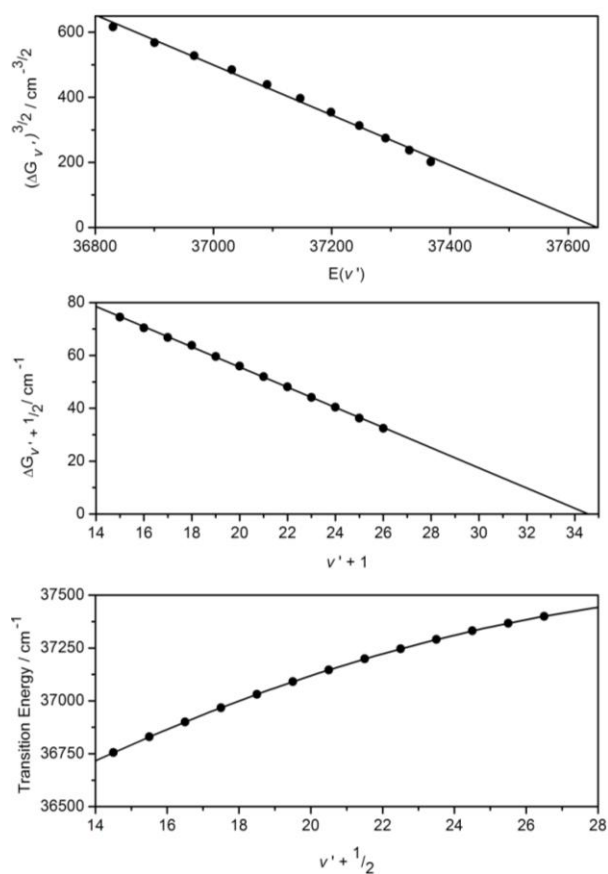 (ΔG v')3/2 / cm-3/2
600
400
200
0
36800 37000 37200 37400 37600
E(v')
ΔGv' + 1/2 / cm-1
80
60
40
20
0
14 16 18 20 22 24 26 28 30 32 34
v' + 1
Transition Energy / cm-1
37500
37250
37000
36750
36500
14 16 18 20 22 24 26 28
v' + 1/2